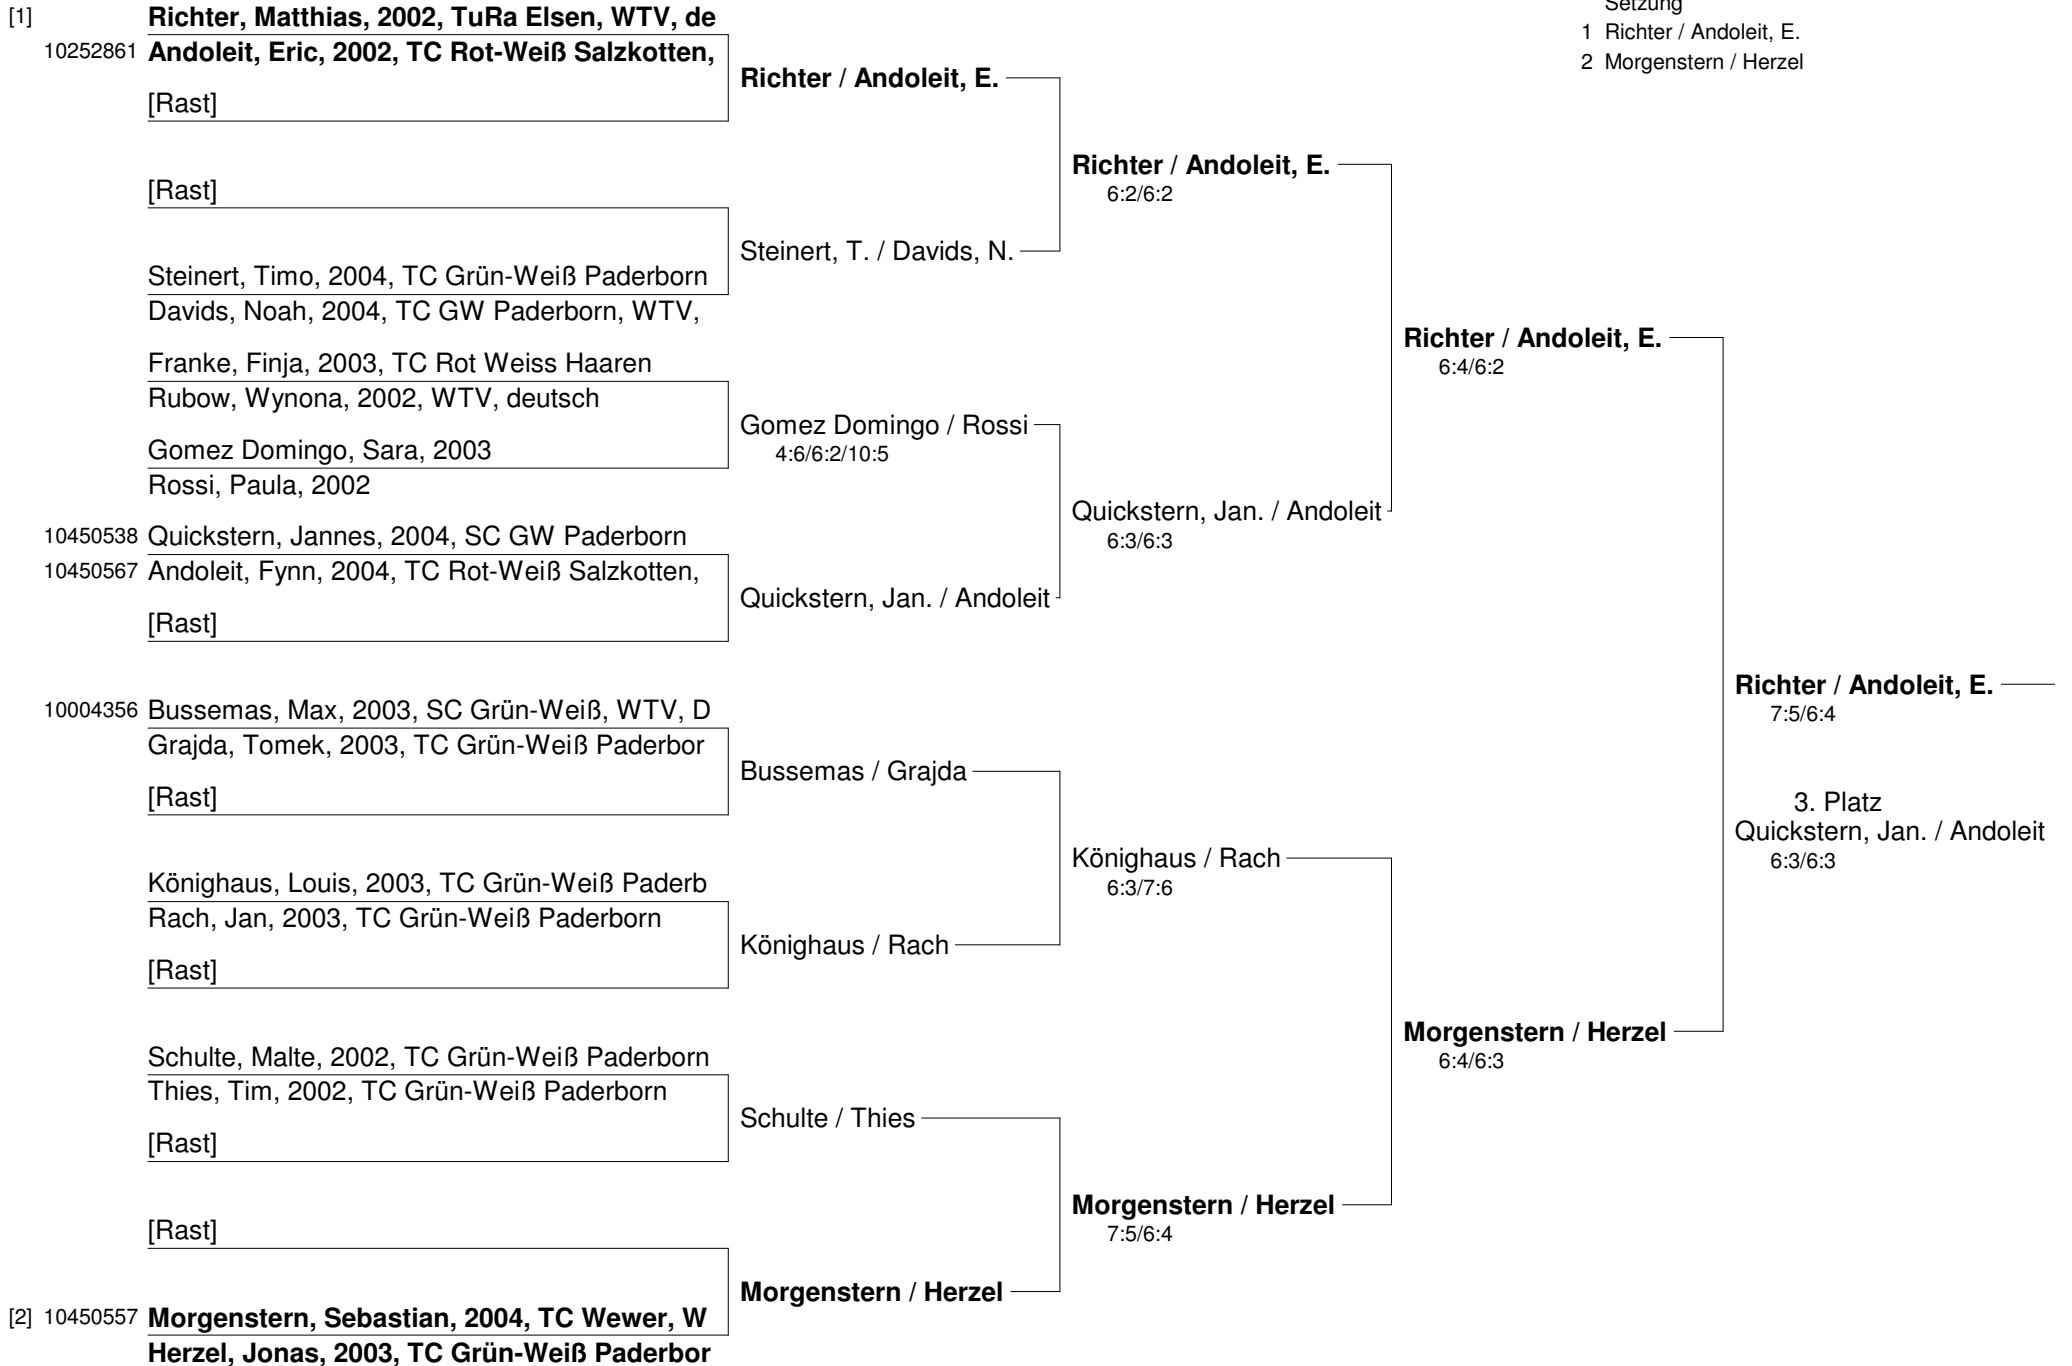 [1] Richter, Matthias, 2002, TuRa Elsen, WTV, de
10252861 Andoleit, Eric, 2002, TC Rot-Weiß Salzkotten,
[Rast]
[Rast]
Steinert, Timo, 2004, TC Grün-Weiß Paderborn
Davids, Noah, 2004, TC GW Paderborn, WTV,
Franke, Finja, 2003, TC Rot Weiss Haaren
Rubow, Wynona, 2002, WTV, deutsch
Gomez Domingo, Sara, 2003
Rossi, Paula, 2002
10450538 Quickstern, Jannes, 2004, SC GW Paderborn
10450567 Andoleit, Fynn, 2004, TC Rot-Weiß Salzkotten,
[Rast]
10004356 Bussemas, Max, 2003, SC Grün-Weiß, WTV, D
Grajda, Tomek, 2003, TC Grün-Weiß Paderbor
[Rast]
Könighaus, Louis, 2003, TC Grün-Weiß Paderb
Rach, Jan, 2003, TC Grün-Weiß Paderborn
[Rast]
Schulte, Malte, 2002, TC Grün-Weiß Paderborn
Thies, Tim, 2002, TC Grün-Weiß Paderborn
[Rast]
[Rast]
[2] 10450557 Morgenstern, Sebastian, 2004, TC Wewer, W
Herzel, Jonas, 2003, TC Grün-Weiß Paderbor
Richter / Andoleit, E.
Steinert, T. / Davids, N.
Gomez Domingo / Rossi
4:6/6:2/10:5
Quickstern, Jan. / Andoleit
Bussemas / Grajda
Könighaus / Rach
Schulte / Thies
Morgenstern / Herzel
Richter / Andoleit, E.
6:2/6:2
Quickstern, Jan. / Andoleit
6:3/6:3
Könighaus / Rach
6:3/7:6
Morgenstern / Herzel
7:5/6:4
Richter / Andoleit, E.
6:4/6:2
Morgenstern / Herzel
6:4/6:3
Setzung
1 Richter / Andoleit, E.
2 Morgenstern / Herzel
Richter / Andoleit, E.
7:5/6:4
3. Platz
Quickstern, Jan. / Andoleit
6:3/6:3